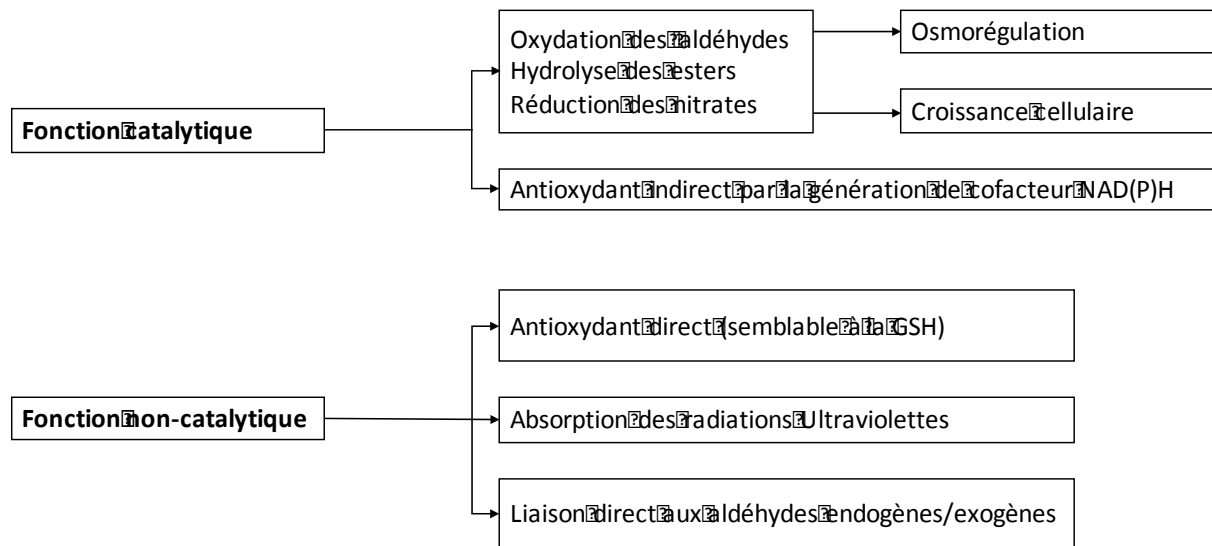 Fonction catalytique
Oxydation des aldéhydes
Hydrolyse des esters
Réduction des nitrates
Osmorégulation
Croissance cellulaire
Antioxydant indirect par la génération de cofacteur NAD(P)H
Fonction non-catalytique
Antioxydant direct (semblable à la GSH)
Absorption des radiations Ultraviolettes
Liaison direct aux aldéhydes endogènes/exogènes